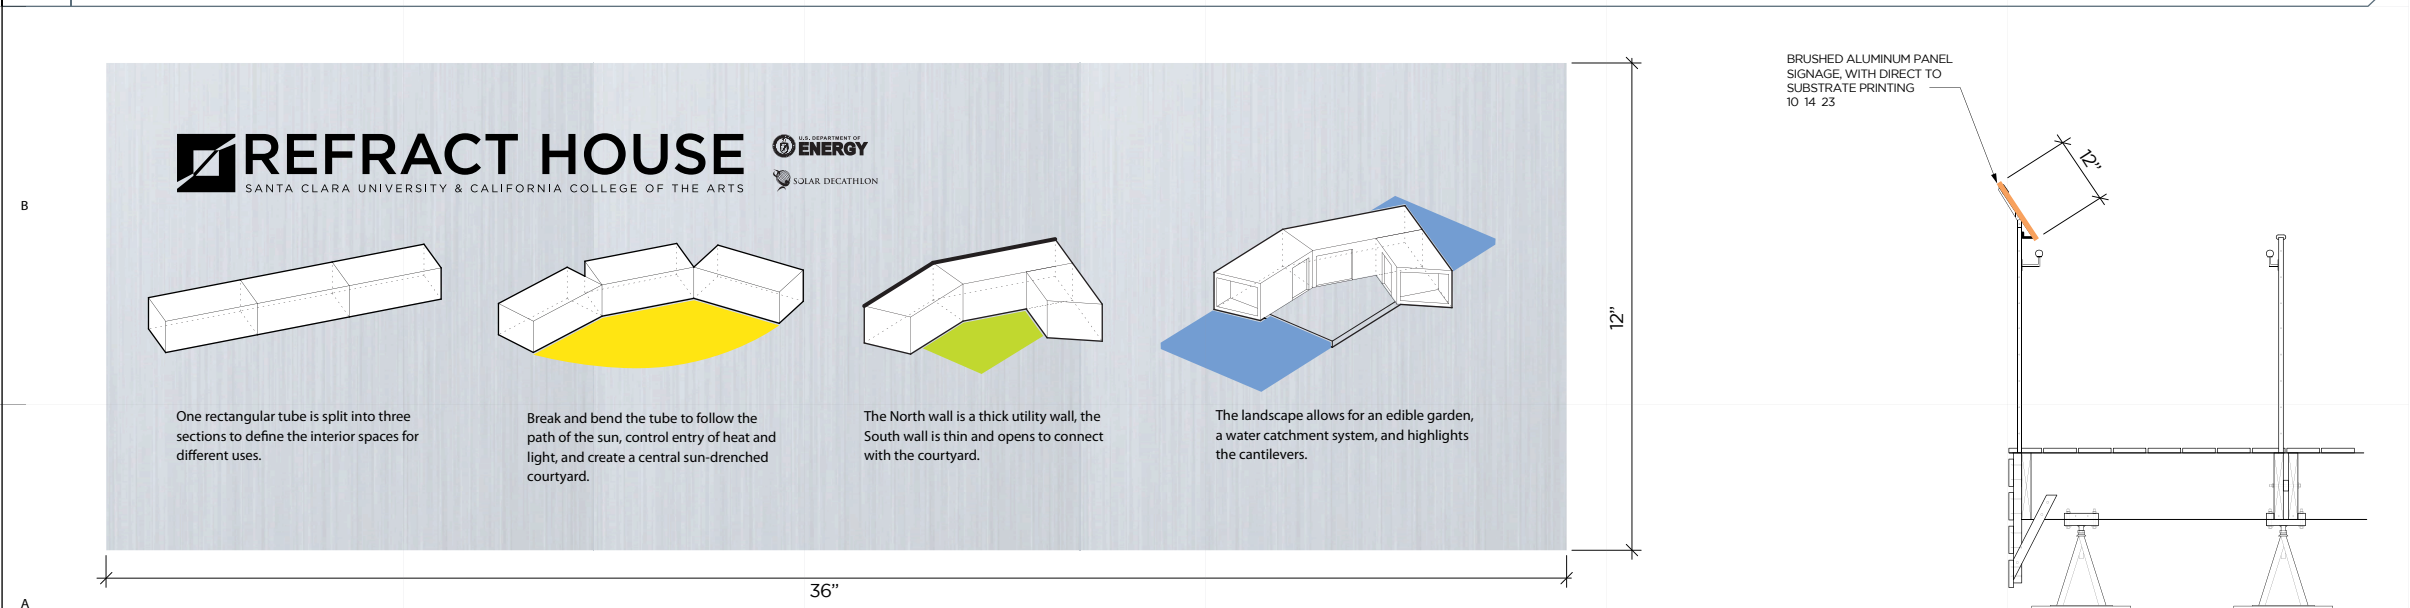 REFRACT HOUSE
SANTA CLARA UNIVERSITY & CALIFORNIA COLLEGE OF THE ARTS
U.S. DEPARTMENT OF
ENERGY
SOLAR DECATHLON
One rectangular tube is split into three
sections to define the interior spaces for
different uses.
Break and bend the tube to follow the
path of the sun, control entry of heat and
light, and create a central sun-drenched
courtyard.
The North wall is a thick utility wall, the
South wall is thin and opens to connect
with the courtyard.
The landscape allows for an edible garden,
a water catchment system, and highlights
the cantilevers.
36”
12”
BRUSHED ALUMINUM PANEL
SIGNAGE, WITH DIRECT TO
SUBSTRATE PRINTING
10 14 23
12”
B
A